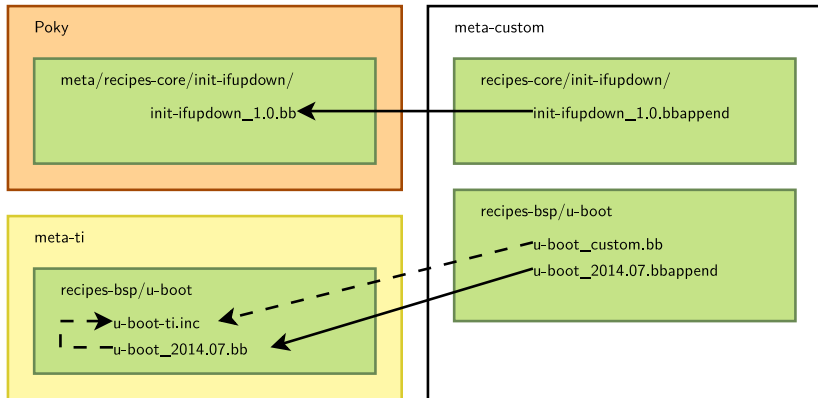 Poky
meta/recipes-core/init-ifupdown/
init-ifupdown_1.0.bb
meta-ti
recipes-bsp/u-boot
u-boot-ti.inc
u-boot_2014.07.bb
meta-custom
recipes-core/init-ifupdown/
init-ifupdown_1.0.bbappend
recipes-bsp/u-boot
u-boot_custom.bb
u-boot_2014.07.bbappend